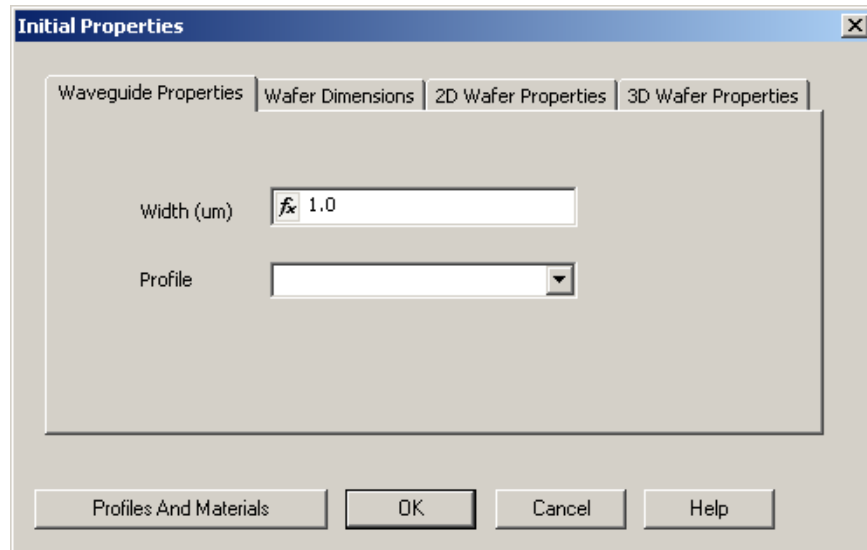 Initial Properties
Waveguide Properties Wafer Dimensions 2D Wafer Properties 3D Wafer Properties
Width (um) fx 1.0
Profile
Profiles And Materials OK Cancel Help